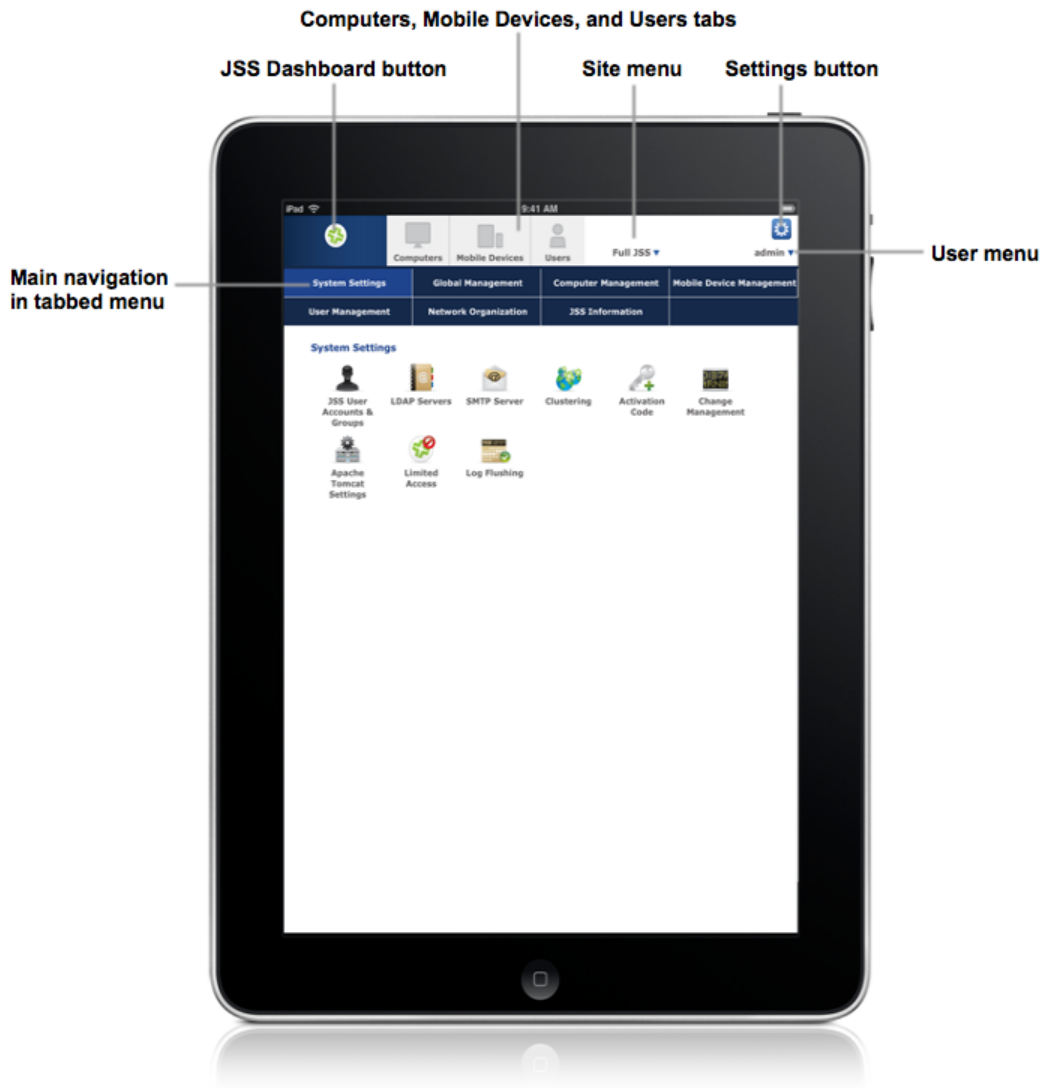 Computers, Mobile Devices, and Users tabs
JSS Dashboard button
Site menu
Settings button
iPad
9:41 AM
Computers
Mobile Devices
Users
Full JSS ▼
admin ▼
User menu
Main navigation
in tabbed menu
System Settings
Global Management
Computer Management
Mobile Device Management
User Management
Network Organization
JSS Information
System Settings
JSS User
Accounts &
Groups
LDAP Servers
SMTP Server
Clustering
Activation
Code
Change
Management
Apache
Tomcat
Settings
Limited
Access
Log Flushing